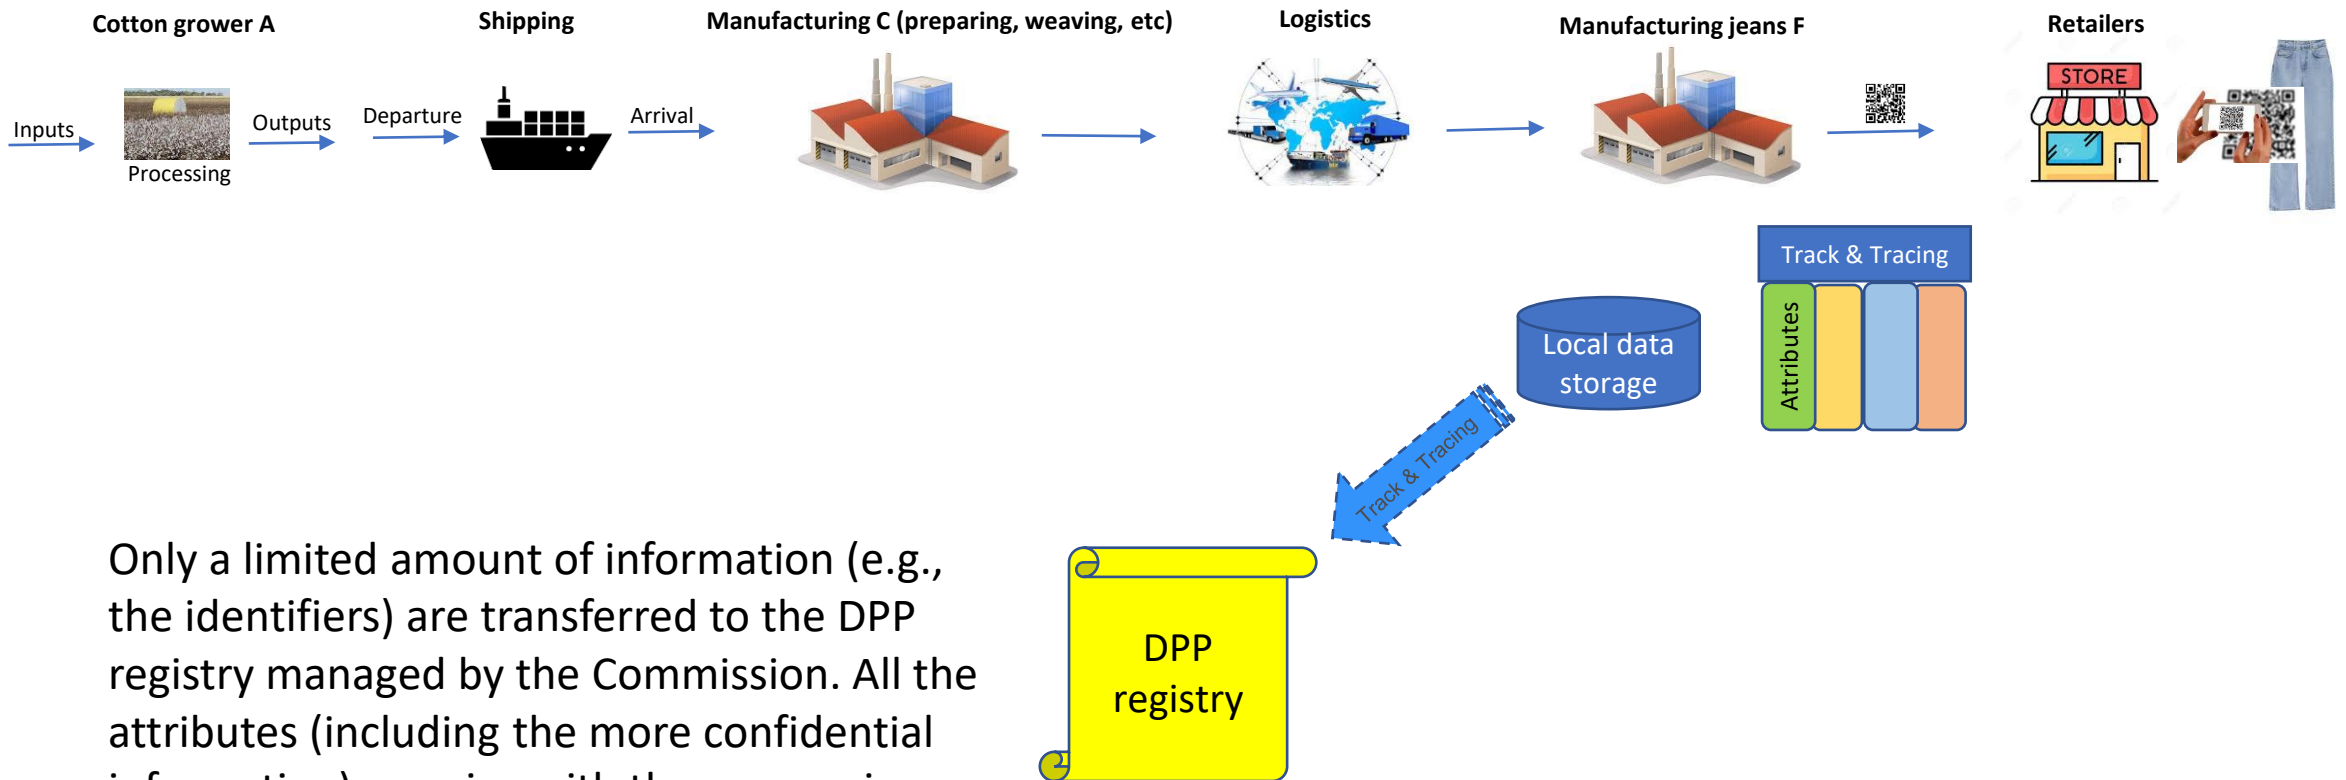 Cotton grower A
Shipping
Manufacturing C (preparing, weaving, etc)
Logistics
Manufacturing jeans F
Retailers
STORE
Inputs
Outputs
Departure
Arrival
Processing
Track & Tracing
Attributes
Local data
storage
Track & Tracing
Only a limited amount of information (e.g.,
the identifiers) are transferred to the DPP
registry managed by the Commission. All the
attributes (including the more confidential
DPP
registry